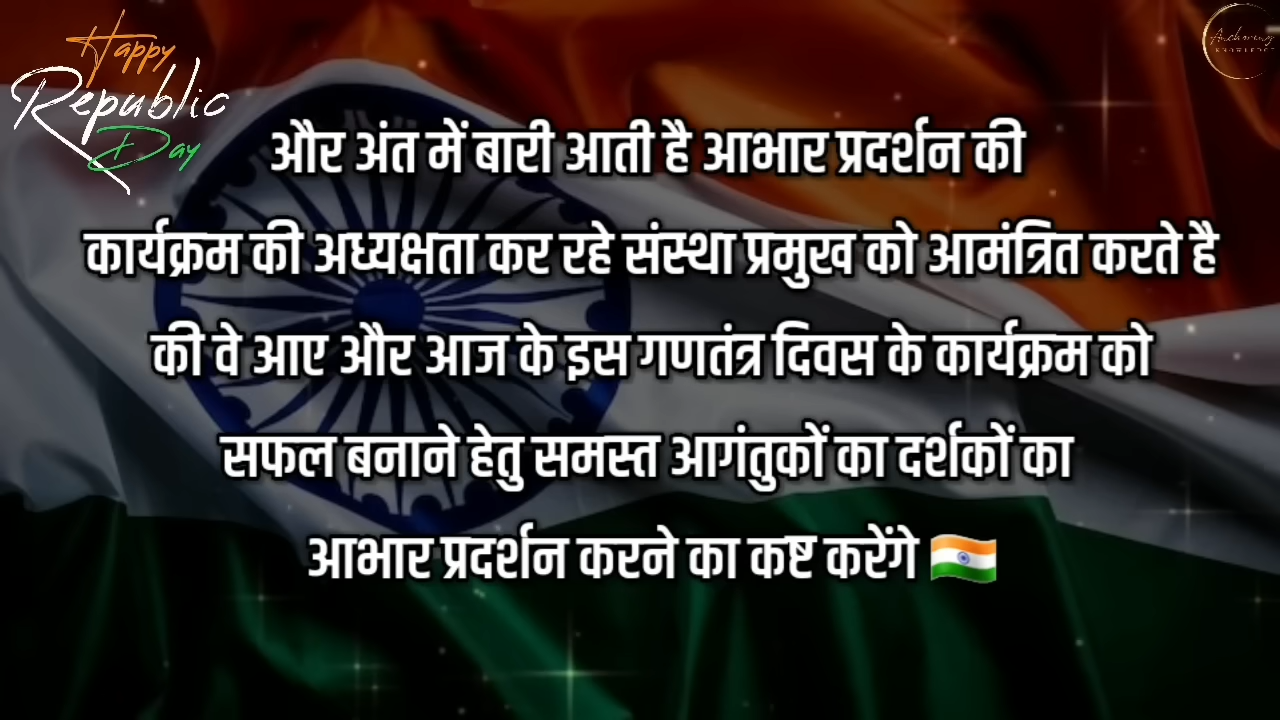 Happy
Republic
Day
Anchoring
KNOWLEDGE
और अंत में बारी आती है आभार प्रदर्शन की
कार्यक्रम की अध्यक्षता कर रहे संस्था प्रमुख को आमंत्रित करते है
की वे आए और आज के इस गणतंत्र दिवस के कार्यक्रम को
सफल बनाने हेतु समस्त आगंतुकों का दर्शकों का
आभार प्रदर्शन करने का कष्ट करेंगे 🇮🇳